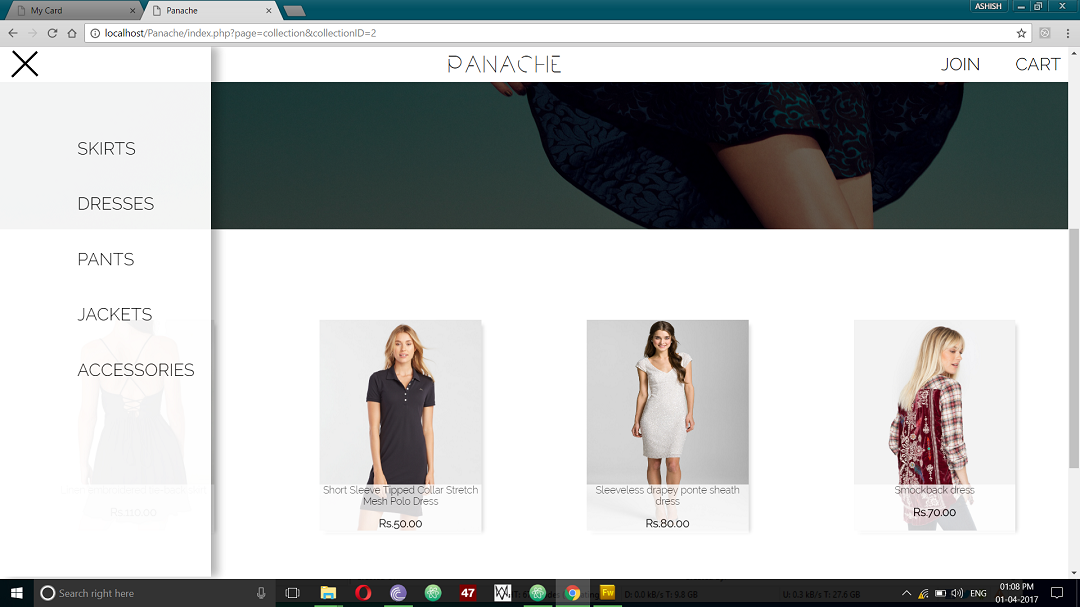 My Card
Panache
ASHISH
localhost/Panache/index.php?page=collection&collectionID=2
PANACHE
JOIN
CART
SKIRTS
DRESSES
PANTS
JACKETS
ACCESSORIES
Rs.110.00
Short Sleeve Tipped Collar Stretch
Mesh Polo Dress
Rs.50.00
Sleeveless drapey ponte sheath
dress
Rs.80.00
Smockback dress
Rs.70.00
Search right here
47
Fw
D: 0.0 kB/s T: 9.8 GB
U: 0.3 kB/s T: 27.6 GB
ENG
01:08 PM
01-04-2017